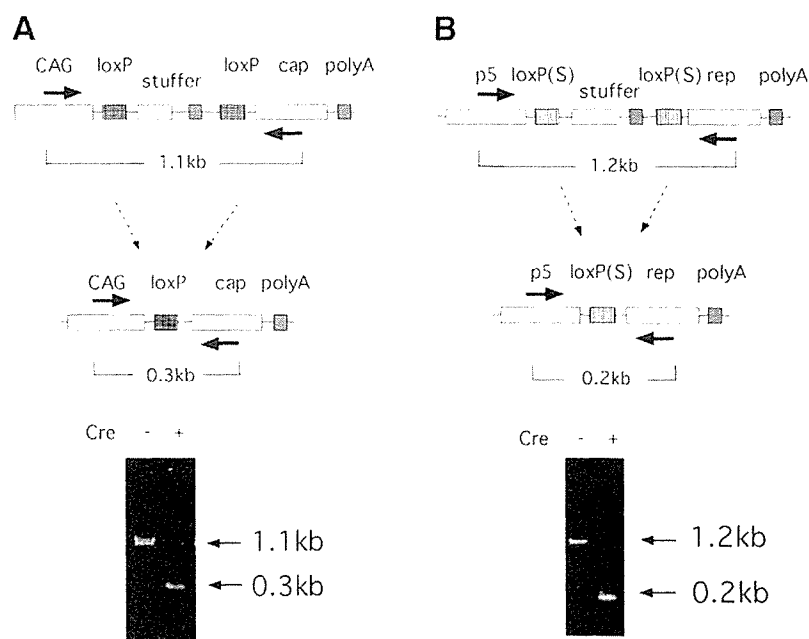 A
CAG loxP stuffer loxP cap polyA
1.1kb
CAG loxP cap polyA
0.3kb
Cre - +
1.1kb
0.3kb
B
p5 loxP(S) stuffer loxP(S) rep polyA
1.2kb
p5 loxP(S) rep polyA
0.2kb
Cre - +
1.2kb
0.2kb